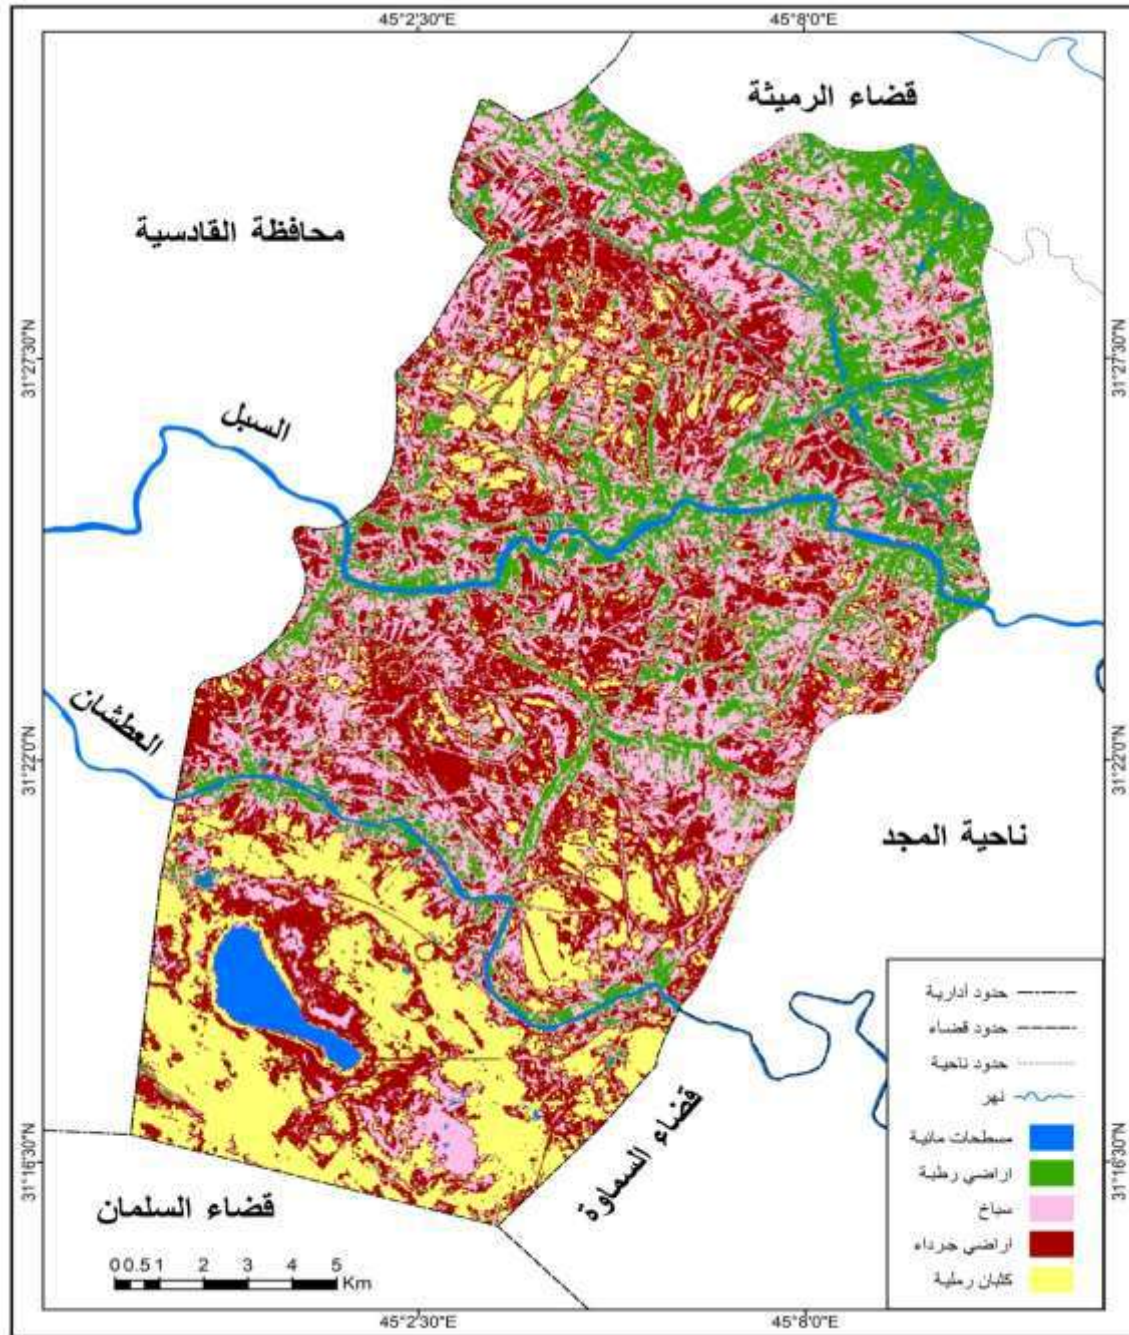 45°2'30"E
45°8'0"E
قضاء الرميثة
محافظة القادسية
31°27'30"N
31°27'30"N
السبل
العطشان
31°22'0"N
31°22'0"N
ناحية المجد
حدود أدارية
حدود قضاء
حدود ناحية
نهر
مسطحات مائية
اراضي رطبة
سباخ
اراضي جرداء
كثبان رملية
31°16'30"N
31°16'30"N
قضاء السماوة
قضاء السلمان
0 0.5 1 2 3 4 5
Km
45°2'30"E
45°8'0"E